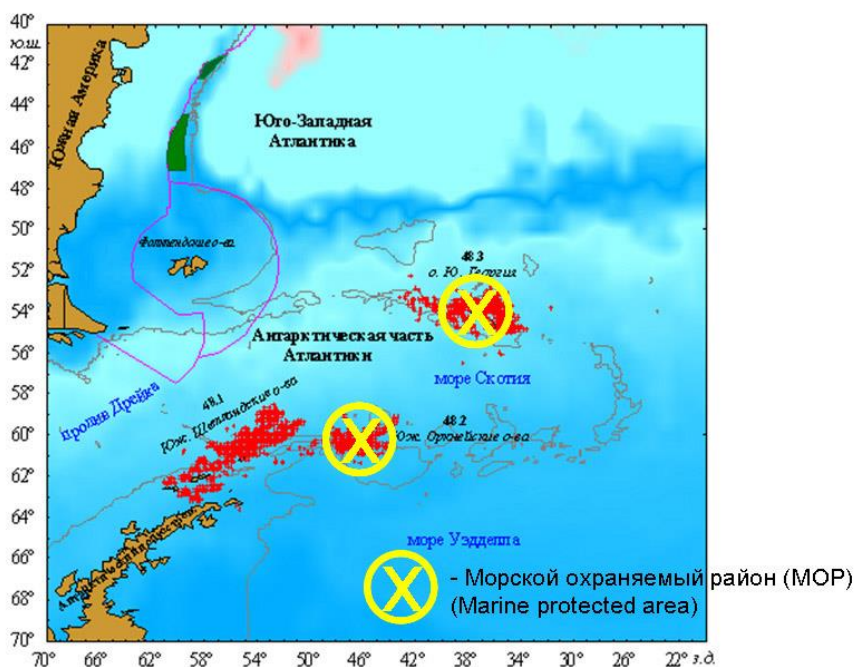 40°
ю.ш.
42°
44°
46°
48°
50°
52°
54°
56°
58°
60°
62°
64°
66°
68°
70°
Южная Америка
Юго-Западная
Атлантика
Фолклендские о-ва
48.3
о. Ю. Георгия
Антарктическая часть
Атлантики
море Скотия
пролив Дрейка
48.1
Юж. Шетландские о-ва
48.2
Юж. Оркнейские о-ва
море Уэдделла
X
X
X
- Морской охраняемый район (МОР)
(Marine protected area)
70°
66°
62°
58°
54°
50°
46°
42°
38°
34°
30°
26°
22°
з.д.